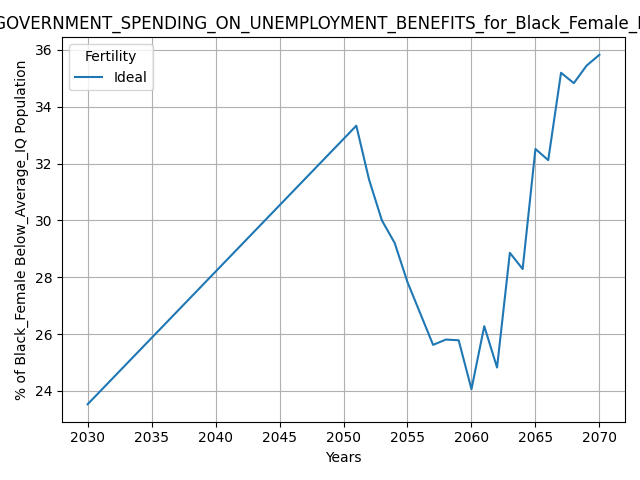 GOVERNMENT_SPENDING_ON_UNEMPLOYMENT_BENEFITS_for_Black_Female_
Fertility
Ideal
% of Black_Female Below_Average_IQ Population
36
34
32
30
28
26
24
2030 2035 2040 2045 2050 2055 2060 2065 2070
Years